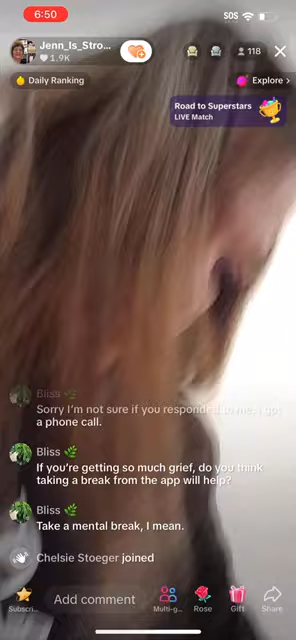 6:50
SOS
Jenn_Is_Stro...
1.9K
118
Daily Ranking
Explore >
Road to Superstars
LIVE Match
Bliss
Sorry I'm not sure if you responded to me, I got
a phone call.
Bliss
If you're getting so much grief, do you think
taking a break from the app will help?
Bliss
Take a mental break, I mean.
Chelsie Stoeger joined
Subscri...
Add comment
Multi-g...
Rose
Gift
Share